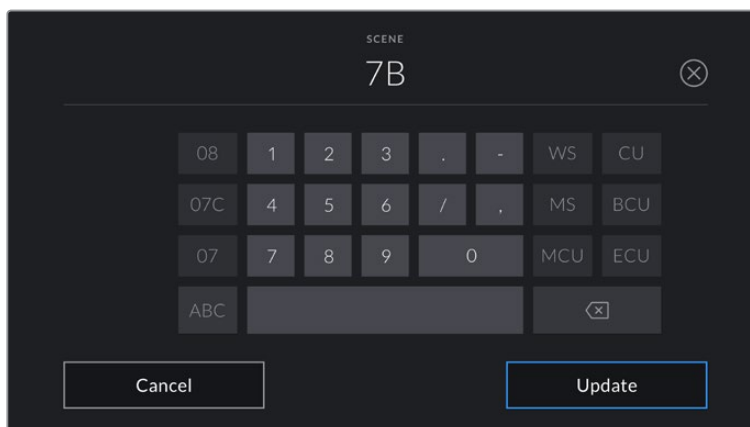 SCENE
7B
08 1 2 3 . - WS CU
07C 4 5 6 / , MS BCU
07 7 8 9 0 MCU ECU
ABC
Cancel Update